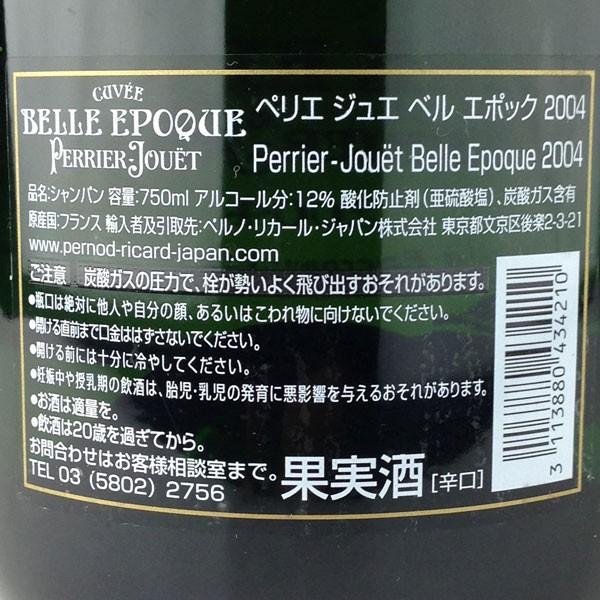 CUVÉE
BELLE EPOQUE
PERRIER-JOUËT
ペリエ ジュエ ベル エポック 2004
Perrier-Jouët Belle Epoque 2004
品名:シャンパン 容量:750ml アルコール分:12% 酸化防止剤(亜硫酸塩)、炭酸ガス含有
原産国:フランス 輸入者及引取先:ペルノ・リカール・ジャパン株式会社 東京都文京区後楽2-3-21
www.pernod-ricard-japan.com
ご注意 炭酸ガスの圧力で、栓が勢いよく飛び出すおそれがあります。
●瓶口は絶対に他人や自分の顔、あるいはこわれ物に向けないでください。
●開ける直前まで口金ははずさないでください。
●開ける前には十分に冷やしてください。
●妊娠中や授乳期の飲酒は、胎児・乳児の発育に悪影響を与えるおそれがあります。
●お酒は適量を。
●飲酒は20歳を過ぎてから。
お問合わせはお客様相談室まで。
TEL 03 (5802) 2756
果実酒 [辛口]
3 113880 434210